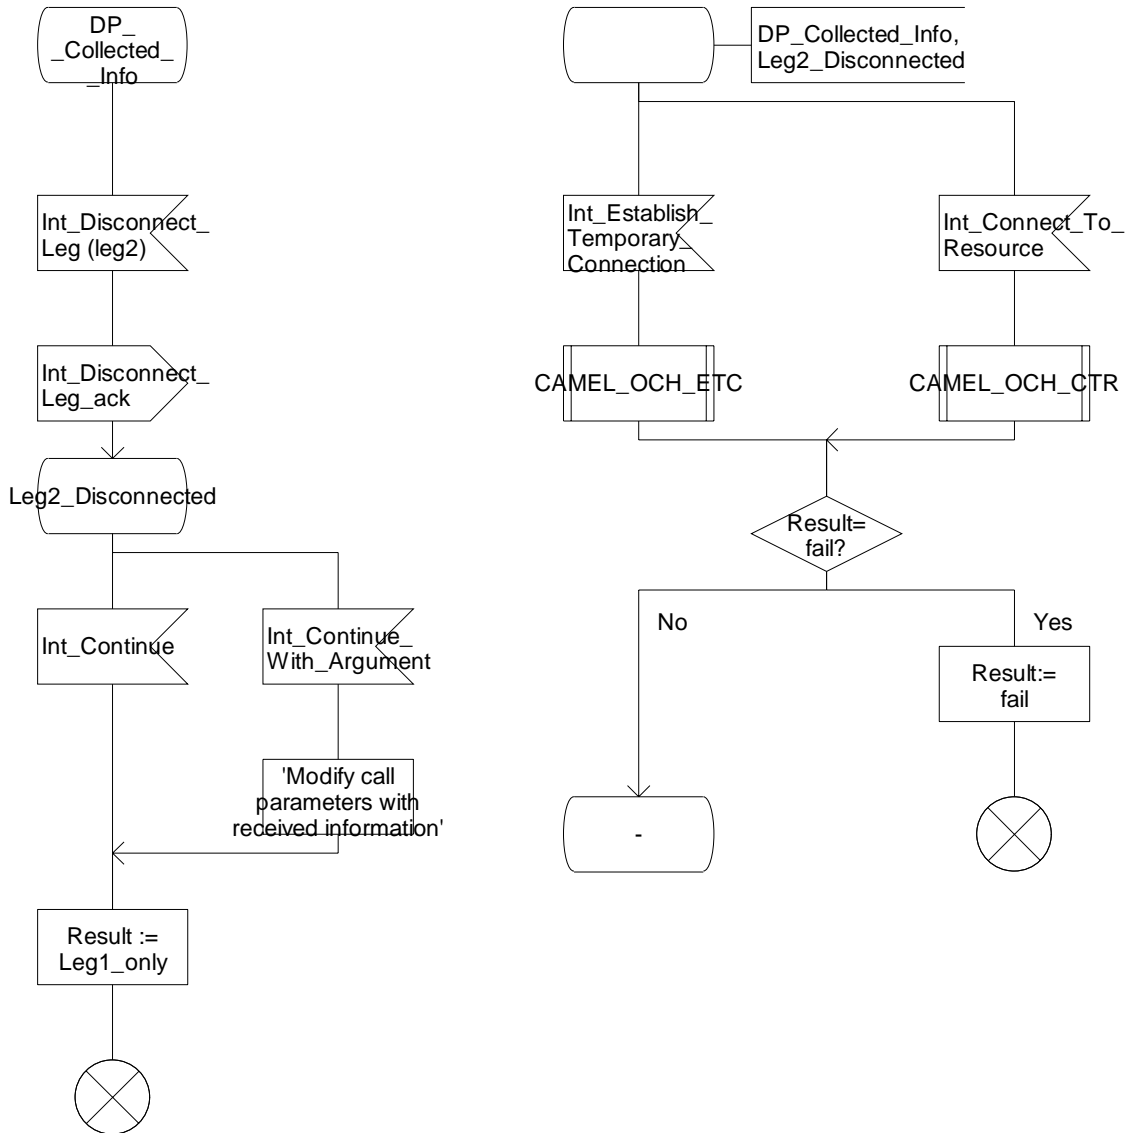 DP_
_Collected_
_Info
Int_Disconnect_
Leg (leg2)
Int_Disconnect_
Leg_ack
Leg2_Disconnected
Int_Continue
Int_Continue_
With_Argument
'Modify call
parameters with
received information'
Result :=
Leg1_only
DP_Collected_Info,
Leg2_Disconnected
Int_Establish_
Temporary_
Connection
Int_Connect_To_
Resource
CAMEL_OCH_ETC
CAMEL_OCH_CTR
Result=
fail?
No
Yes
Result:=
fail
-